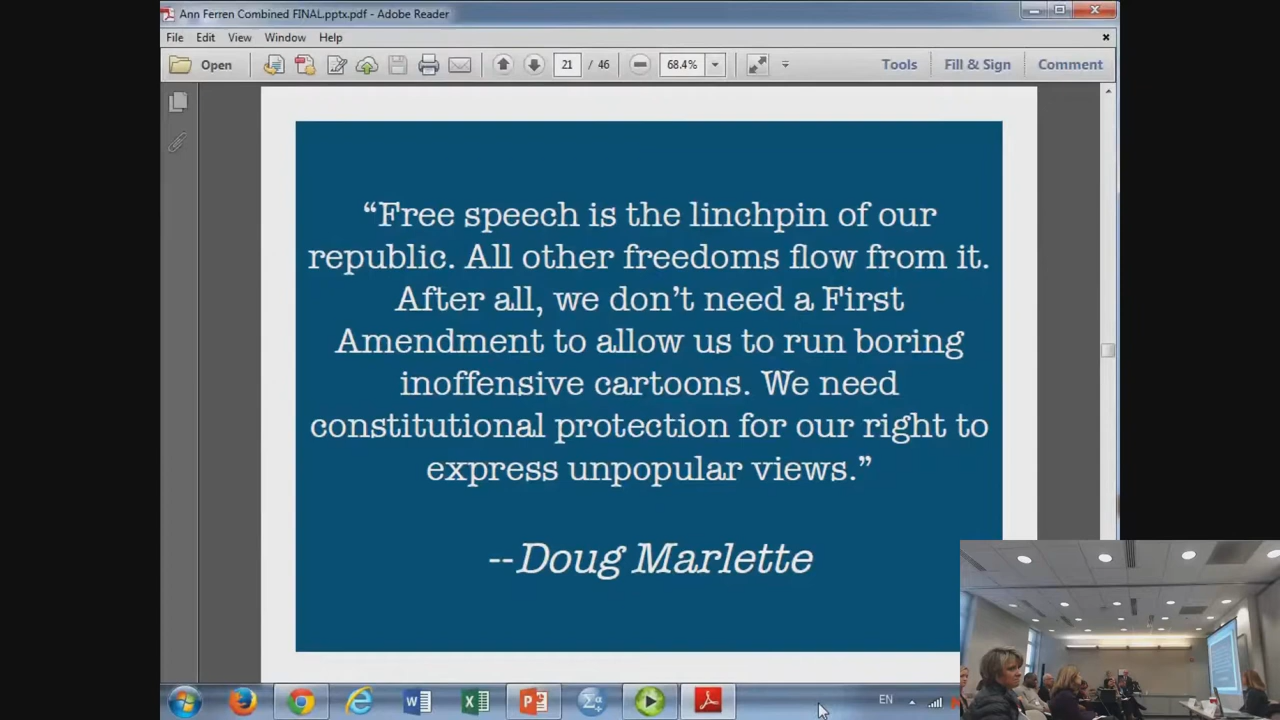 Ann Ferren Combined FINAL.pptx.pdf - Adobe Reader
File Edit View Window Help
Open 21 / 46 68.4% Tools Fill & Sign Comment
“Free speech is the linchpin of our
republic. All other freedoms flow from it.
After all, we don’t need a First
Amendment to allow us to run boring
inoffensive cartoons. We need
constitutional protection for our right to
express unpopular views.”
--Doug Marlette
EN